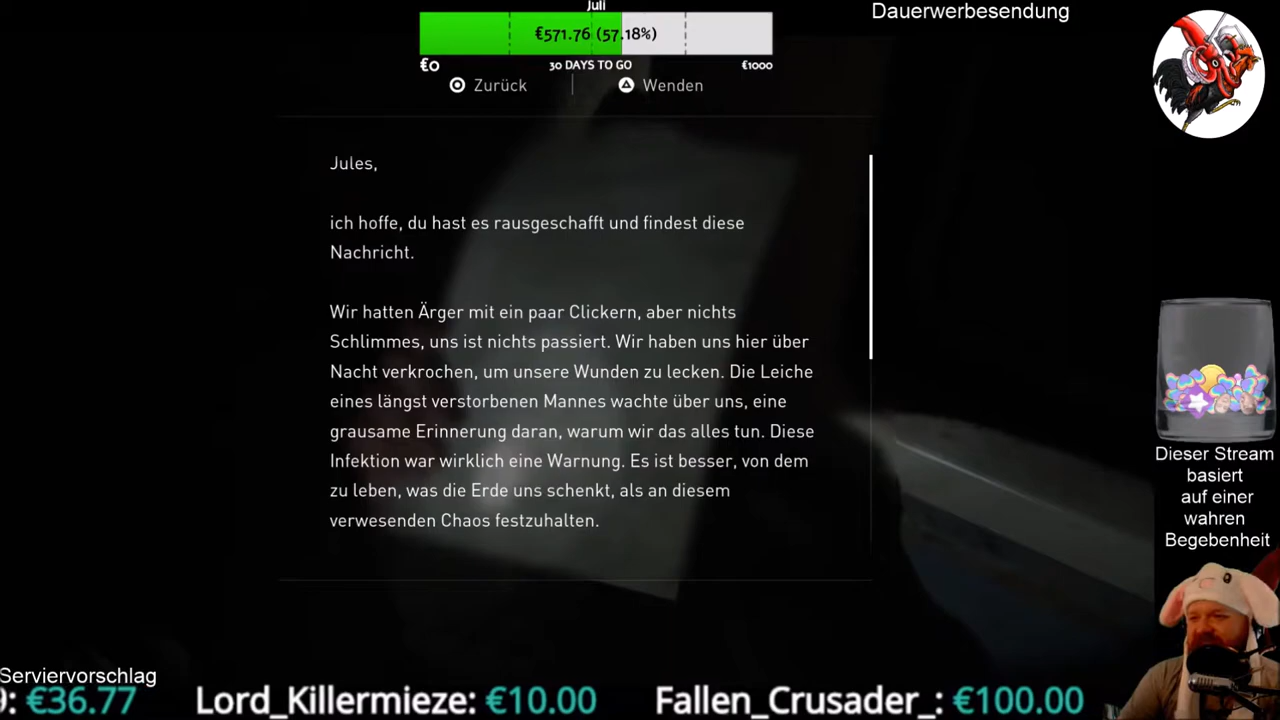 Juli
Dauerwerbesendung
€571.76 (57.18%)
€0
30 DAYS TO GO
€1000
Zurück
Wenden
Jules,
ich hoffe, du hast es rausgeschafft und findest diese
Nachricht.
Wir hatten Ärger mit ein paar Clickern, aber nichts
Schlimmes, uns ist nichts passiert. Wir haben uns hier über
Nacht verkrochen, um unsere Wunden zu lecken. Die Leiche
eines längst verstorbenen Mannes wachte über uns, eine
grausame Erinnerung daran, warum wir das alles tun. Diese
Infektion war wirklich eine Warnung. Es ist besser, von dem
zu leben, was die Erde uns schenkt, als an diesem
verwesenden Chaos festzuhalten.
Dieser Stream
basiert
auf einer
wahren
Begebenheit
Serviervorschlag
: €36.77 Lord_Killermieze: €10.00 Fallen_Crusader_: €100.00